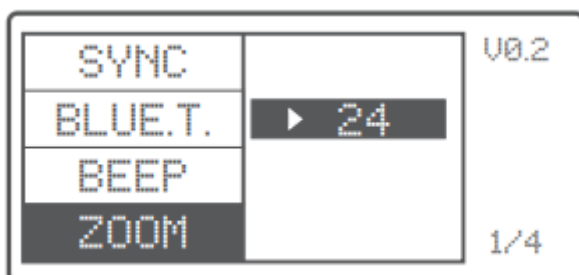 SYNC
V0.2
BLUE.T.
▶ 24
BEEP
ZOOM
1/4